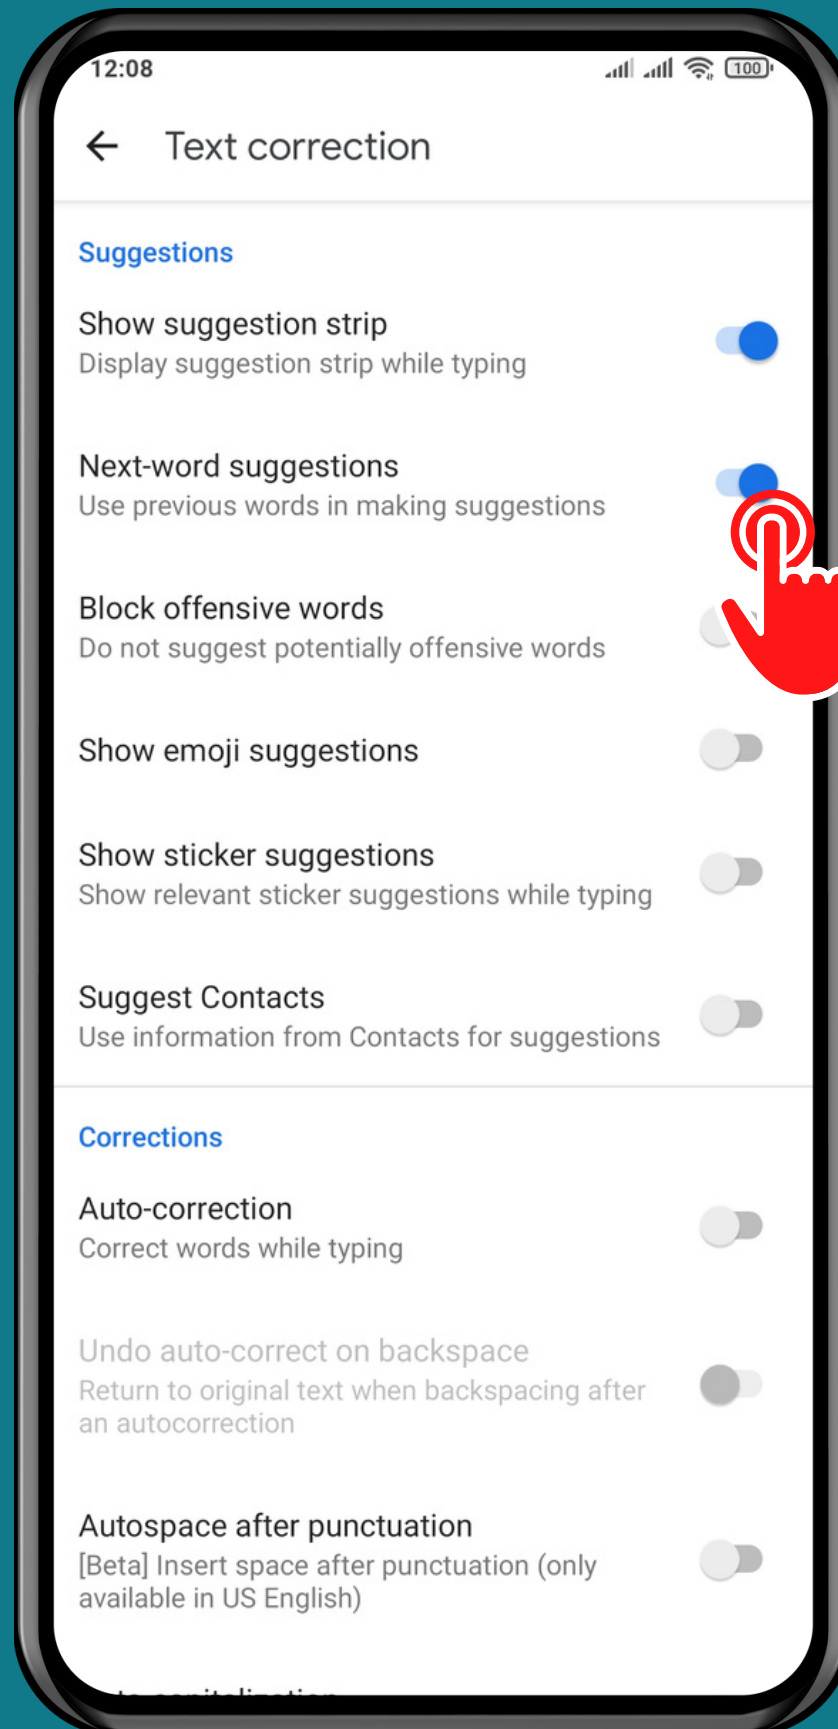 12:08
100
Text correction
Suggestions
Show suggestion strip
Display suggestion strip while typing
Next-word suggestions
Use previous words in making suggestions
Block offensive words
Do not suggest potentially offensive words
Show emoji suggestions
Show sticker suggestions
Show relevant sticker suggestions while typing
Suggest Contacts
Use information from Contacts for suggestions
Corrections
Auto-correction
Correct words while typing
Undo auto-correct on backspace
Return to original text when backspacing after
an autocorrection
Autospace after punctuation
[Beta] Insert space after punctuation (only
available in US English)